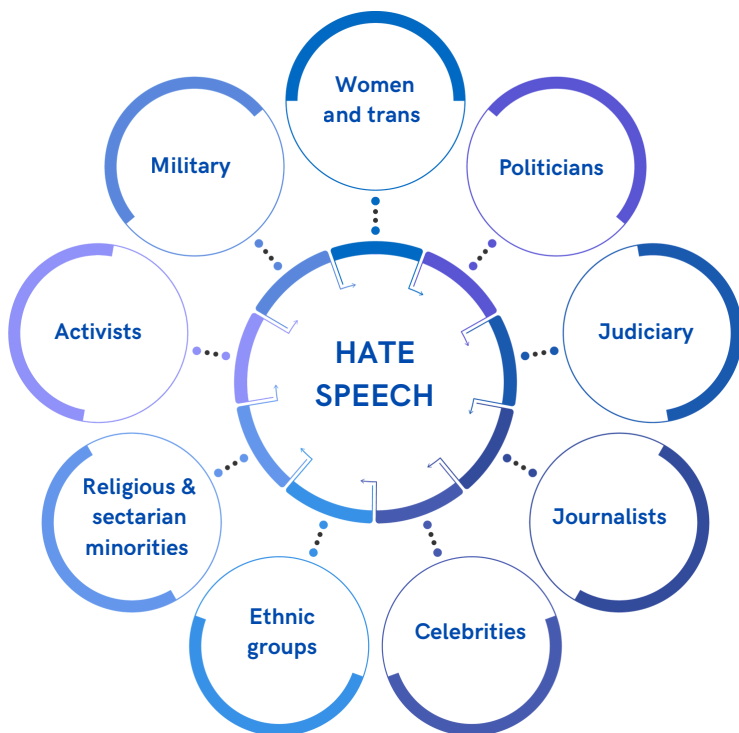 Women
and trans
Military
Politicians
Activists
HATE
SPEECH
Judiciary
Religious &
sectarian
minorities
Journalists
Ethnic
groups
Celebrities